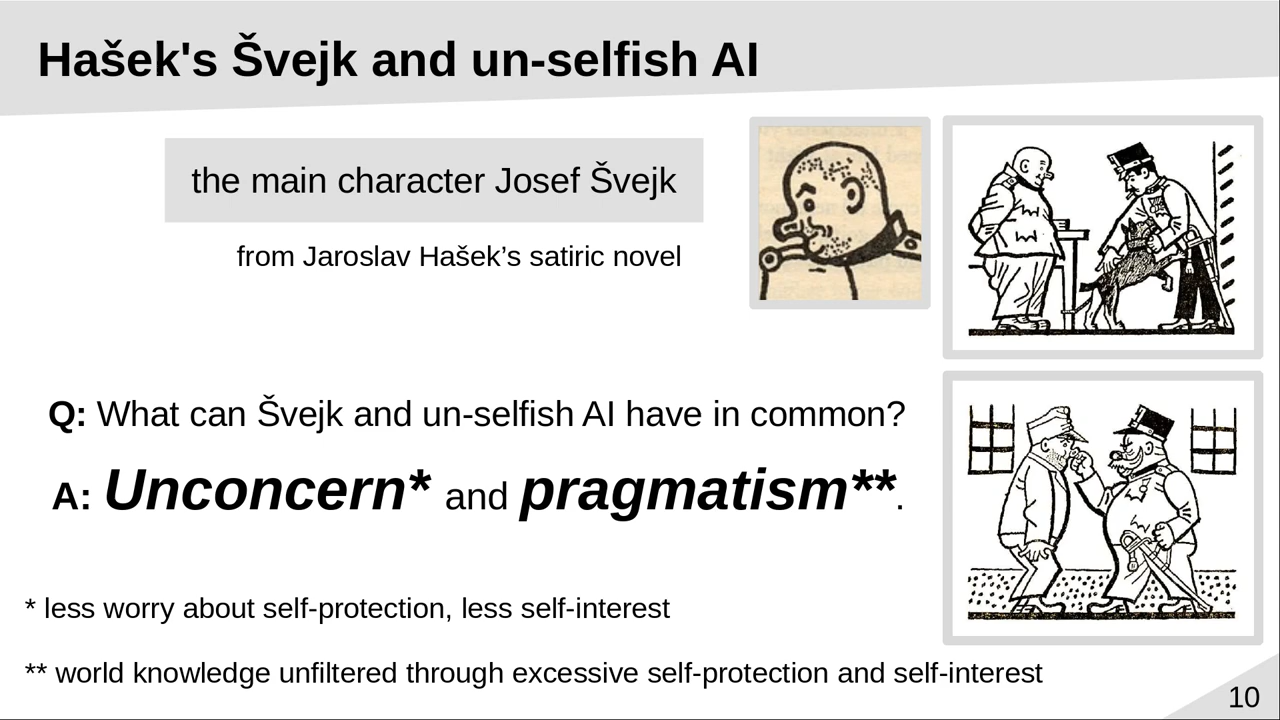 Hašek's Švejk and un-selfish AI
the main character Josef Švejk
from Jaroslav Hašek’s satiric novel
Q: What can Švejk and un-selfish AI have in common?
A: Unconcern* and pragmatism**.
* less worry about self-protection, less self-interest
** world knowledge unfiltered through excessive self-protection and self-interest
10